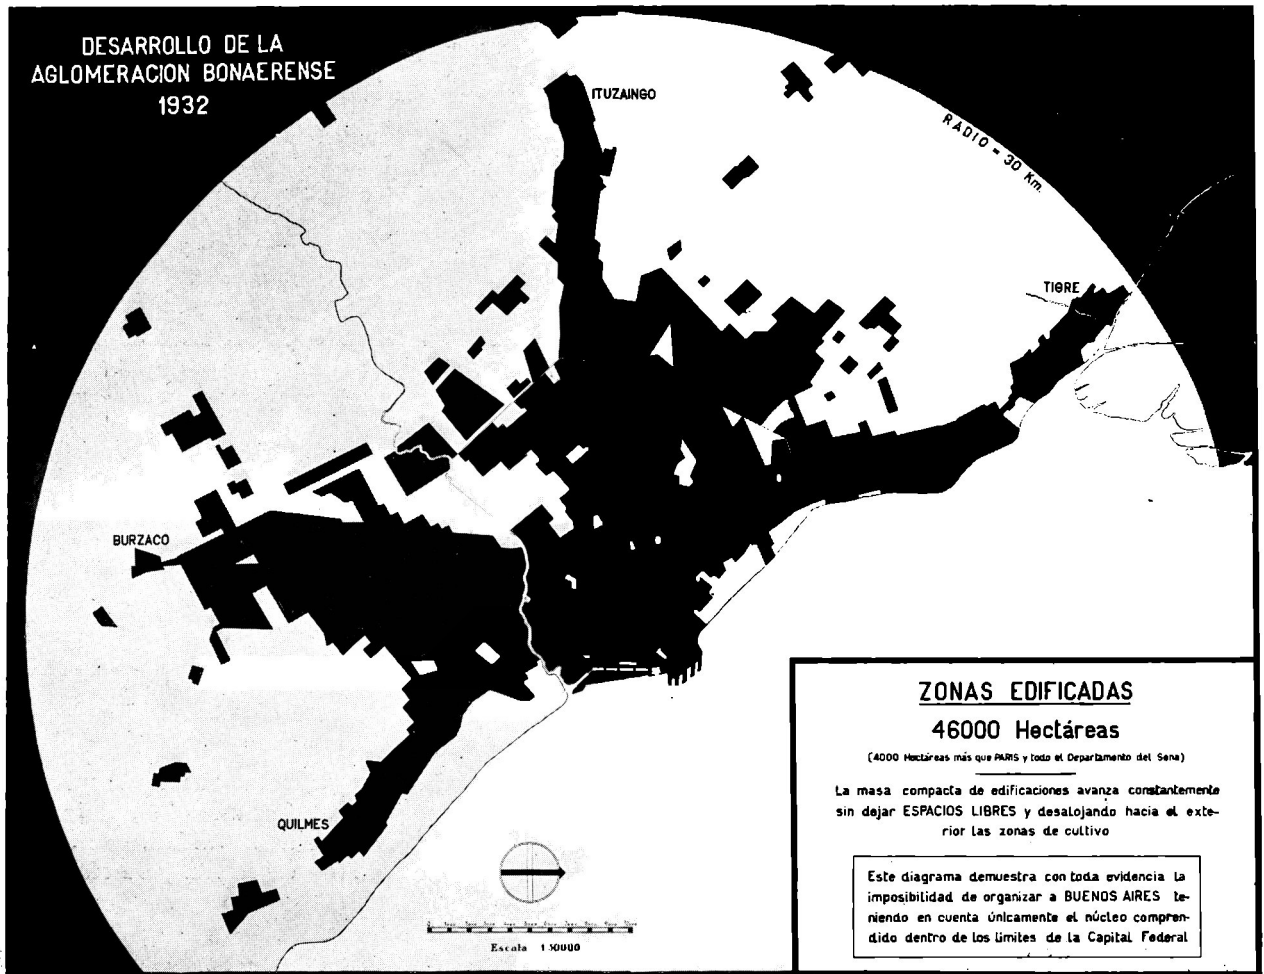 DESARROLLO DE LA
AGLOMERACION BONAERENSE
1932
ITUZAINGO
RADIO = 30 Km.
TIGRE
BURZACO
QUILMES
Escala 1:50000
ZONAS EDIFICADAS
46000 Hectáreas
(4000 Hectáreas más que PARIS y todo el Departamento del Sena)
La masa compacta de edificaciones avanza constantemente
sin dejar ESPACIOS LIBRES y desalojando hacia el exte-
rior las zonas de cultivo
Este diagrama demuestra con toda evidencia la
imposibilidad de organizar a BUENOS AIRES te-
niendo en cuenta únicamente el núcleo compren-
dido dentro de los límites de la Capital Federal